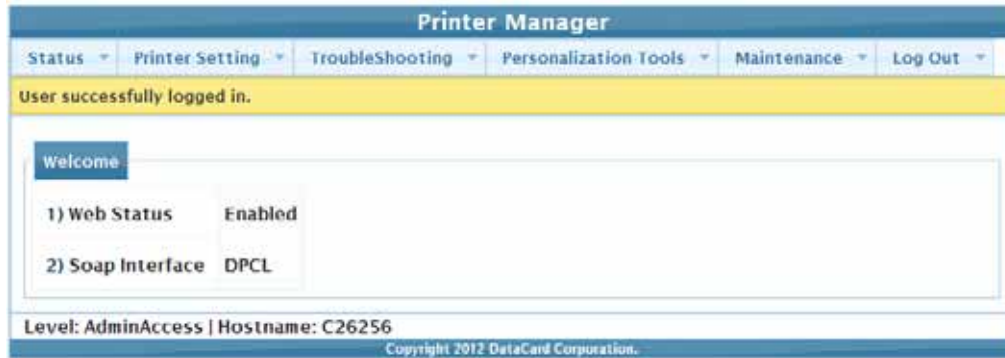 Printer Manager
Status Printer Setting TroubleShooting Personalization Tools Maintenance Log Out
User successfully logged in.
Welcome
1) Web Status Enabled
2) Soap Interface DPCL
Level: AdminAccess | Hostname: C26256
Copyright 2012 DataCard Corporation.